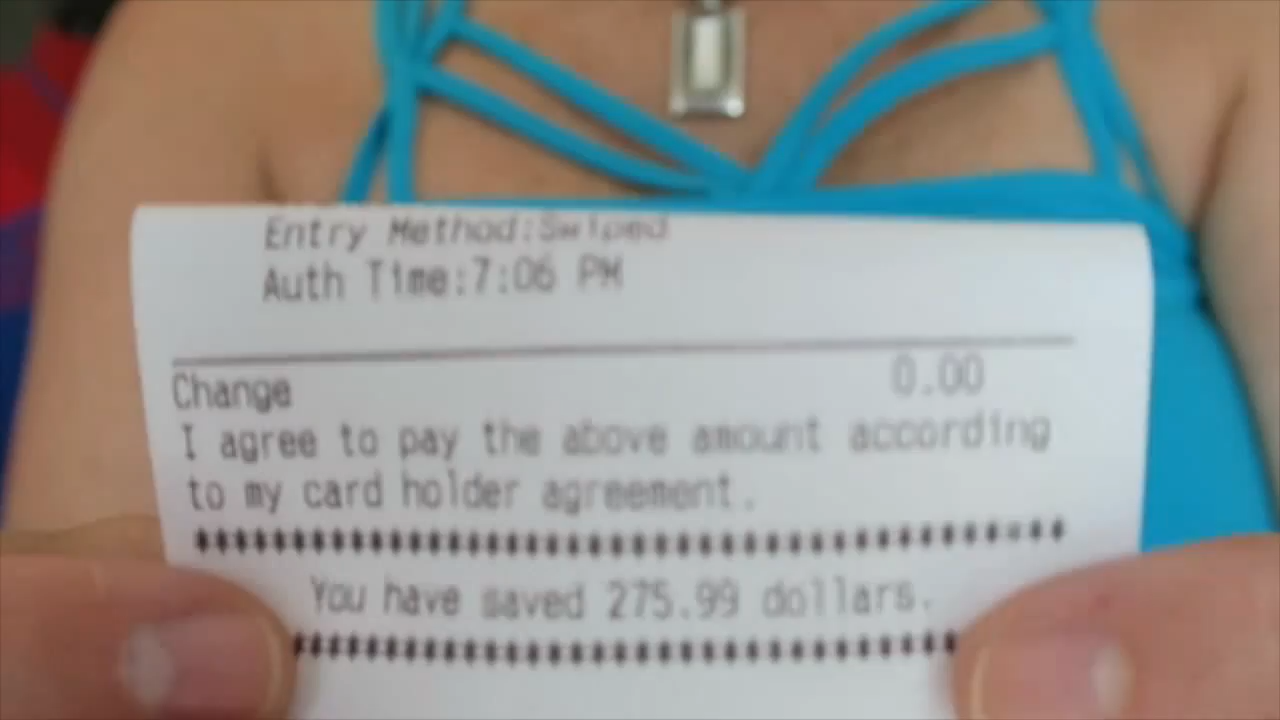 Entry Method:Swiped
Auth Time:7:06 PM
Change 0.00
I agree to pay the above amount according
to my card holder agreement.
You have saved 275.99 dollars.